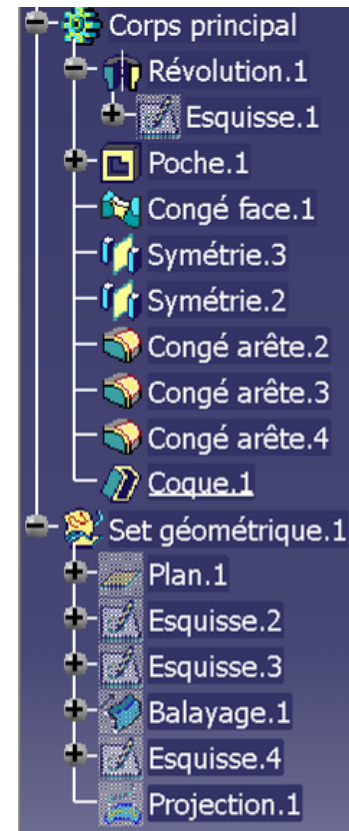 Corps principal
Révolution.1
Esquisse.1
Poche.1
Congé face.1
Symétrie.3
Symétrie.2
Congé arête.2
Congé arête.3
Congé arête.4
Coque.1
Set géométrique.1
Plan.1
Esquisse.2
Esquisse.3
Balayage.1
Esquisse.4
Projection.1